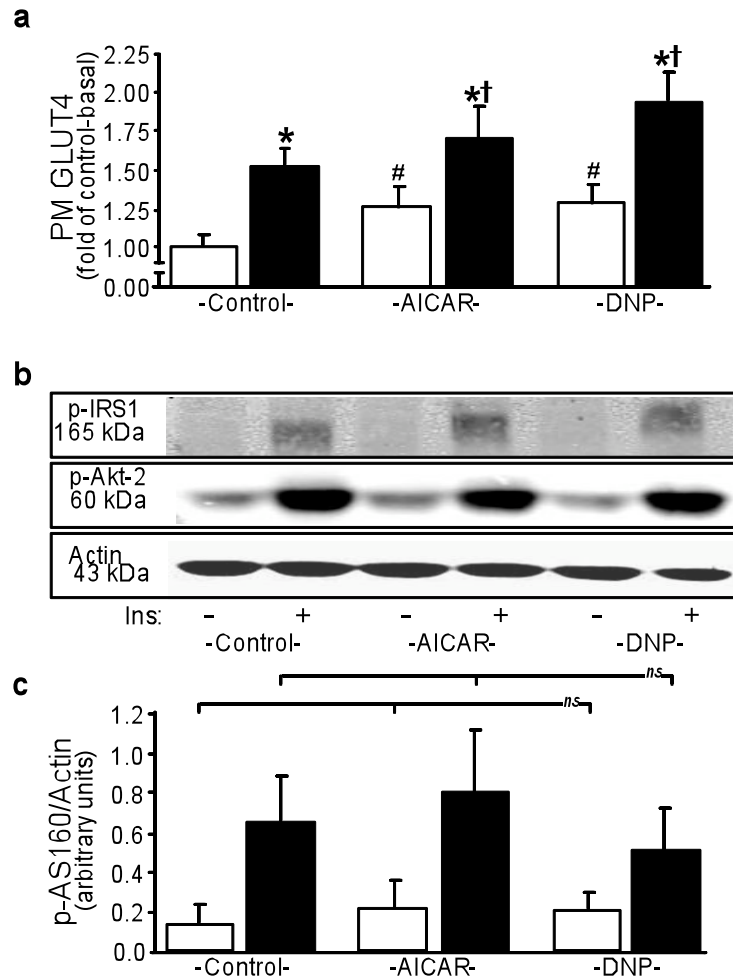 a
PM GLUT4
(fold of control-basal)
2.25
2.00
1.75
1.50
1.25
1.00
0.00
*
#
*†
#
*†
-Control-
-AICAR-
-DNP-
b
p-IRS1
165 kDa
p-Akt-2
60 kDa
Actin
43 kDa
Ins: – + – + – +
-Control- -AICAR- -DNP-
c
ns
ns
p-AS160/Actin
(arbitrary units)
1.2
1.0
0.8
0.6
0.4
0.2
0.0
-Control-
-AICAR-
-DNP-